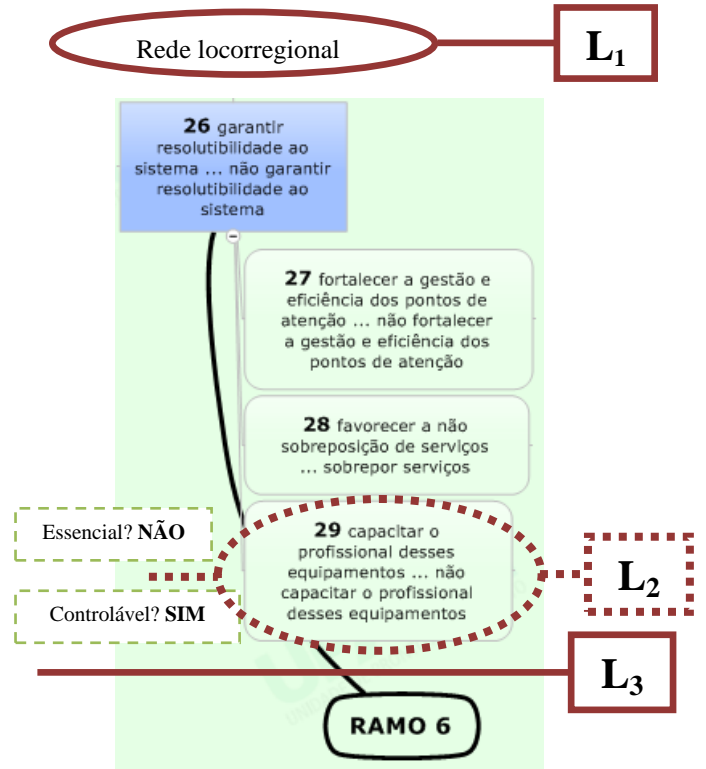 Rede locorregional
L₁
26 garantir
resolutibilidade ao
sistema ... não garantir
resolutibilidade ao
sistema
27 fortalecer a gestão e
eficiência dos pontos de
atenção ... não fortalecer
a gestão e eficiência dos
pontos de atenção
28 favorecer a não
sobreposição de serviços
... sobrepor serviços
Essencial? NÃO
29 capacitar o
profissional desses
equipamentos ... não
capacitar o profissional
desses equipamentos
L₂
Controlável? SIM
L₃
RAMO 6